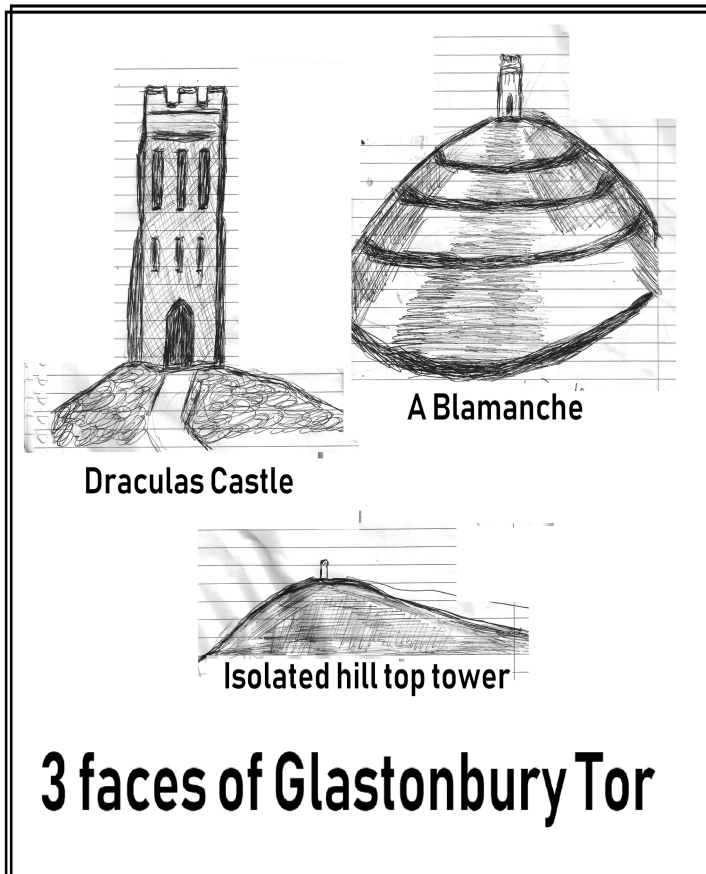 Draculas Castle
A Blamanche
Isolated hill top tower
3 faces of Glastonbury Tor